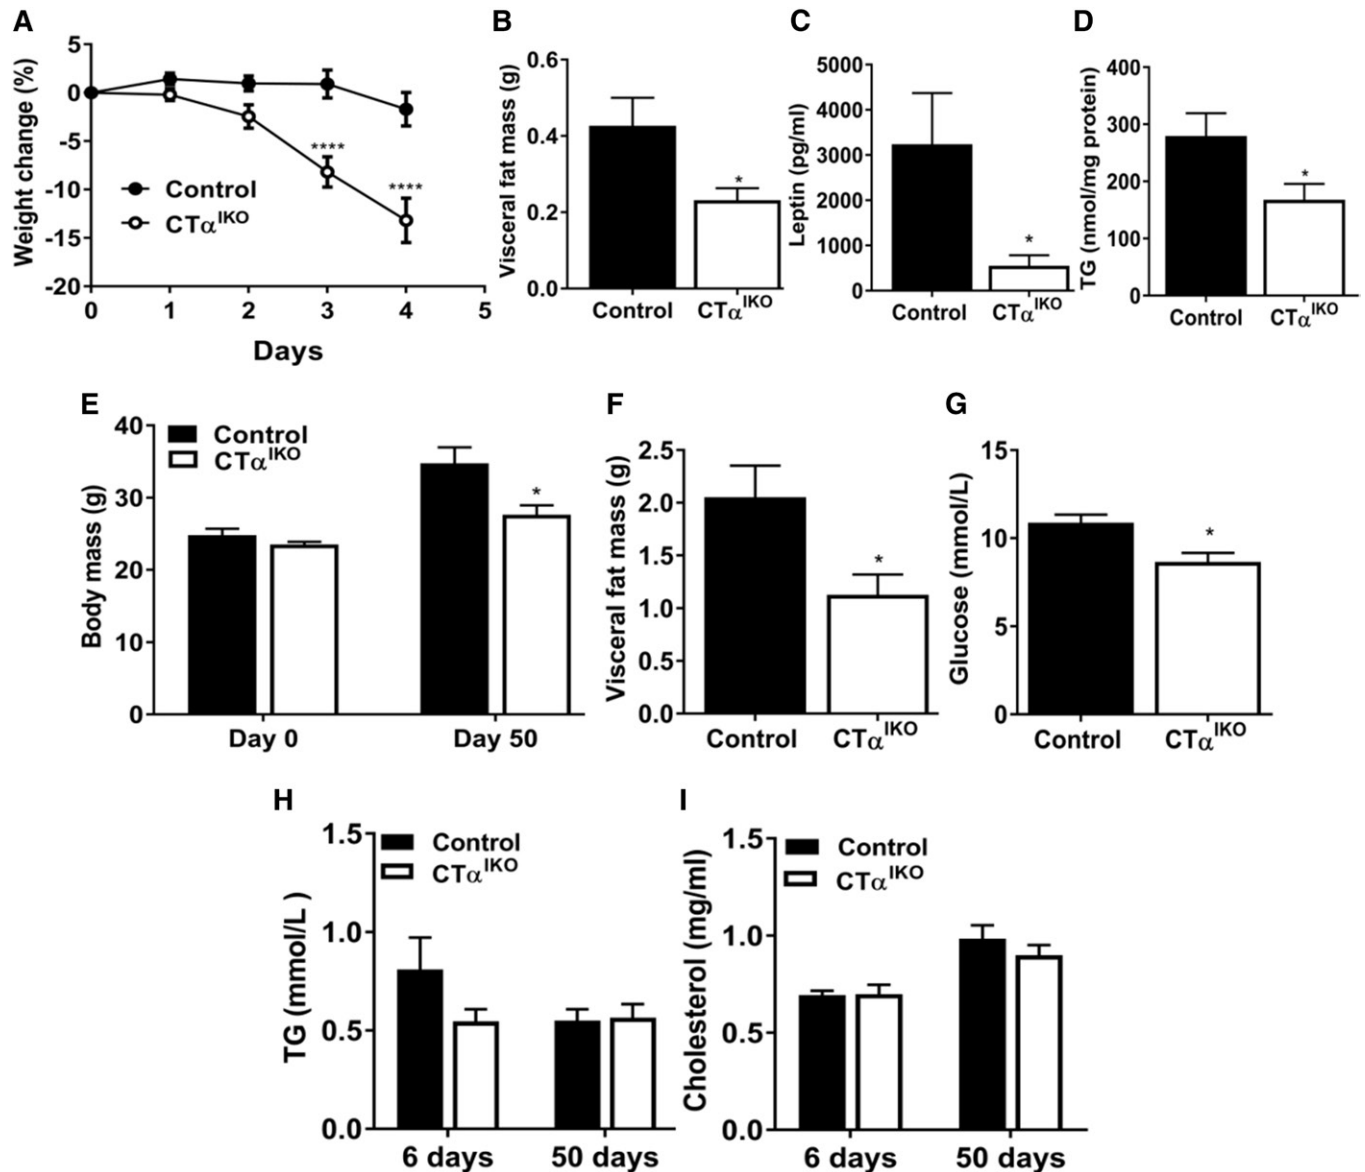 A
Weight change (%)
5
0
-5
-10
-15
-20
****
****
Control
CTα^IKO
0 1 2 3 4 5
Days
B
Visceral fat mass (g)
0.6
0.4
0.2
0.0
*
Control CTα^IKO
C
Leptin (pg/ml)
5000
4000
3000
2000
1000
0
*
Control CTα^IKO
D
TG (nmol/mg protein)
400
300
200
100
0
*
Control CTα^IKO
E
Body mass (g)
40
30
20
10
0
Control
CTα^IKO
*
Day 0 Day 50
F
Visceral fat mass (g)
2.5
2.0
1.5
1.0
0.5
0.0
*
Control CTα^IKO
G
Glucose (mmol/L)
15
10
5
0
*
Control CTα^IKO
H
TG (mmol/L )
1.5
1.0
0.5
0.0
Control
CTα^IKO
6 days 50 days
I
Cholesterol (mg/ml)
1.5
1.0
0.5
0.0
Control
CTα^IKO
6 days 50 days